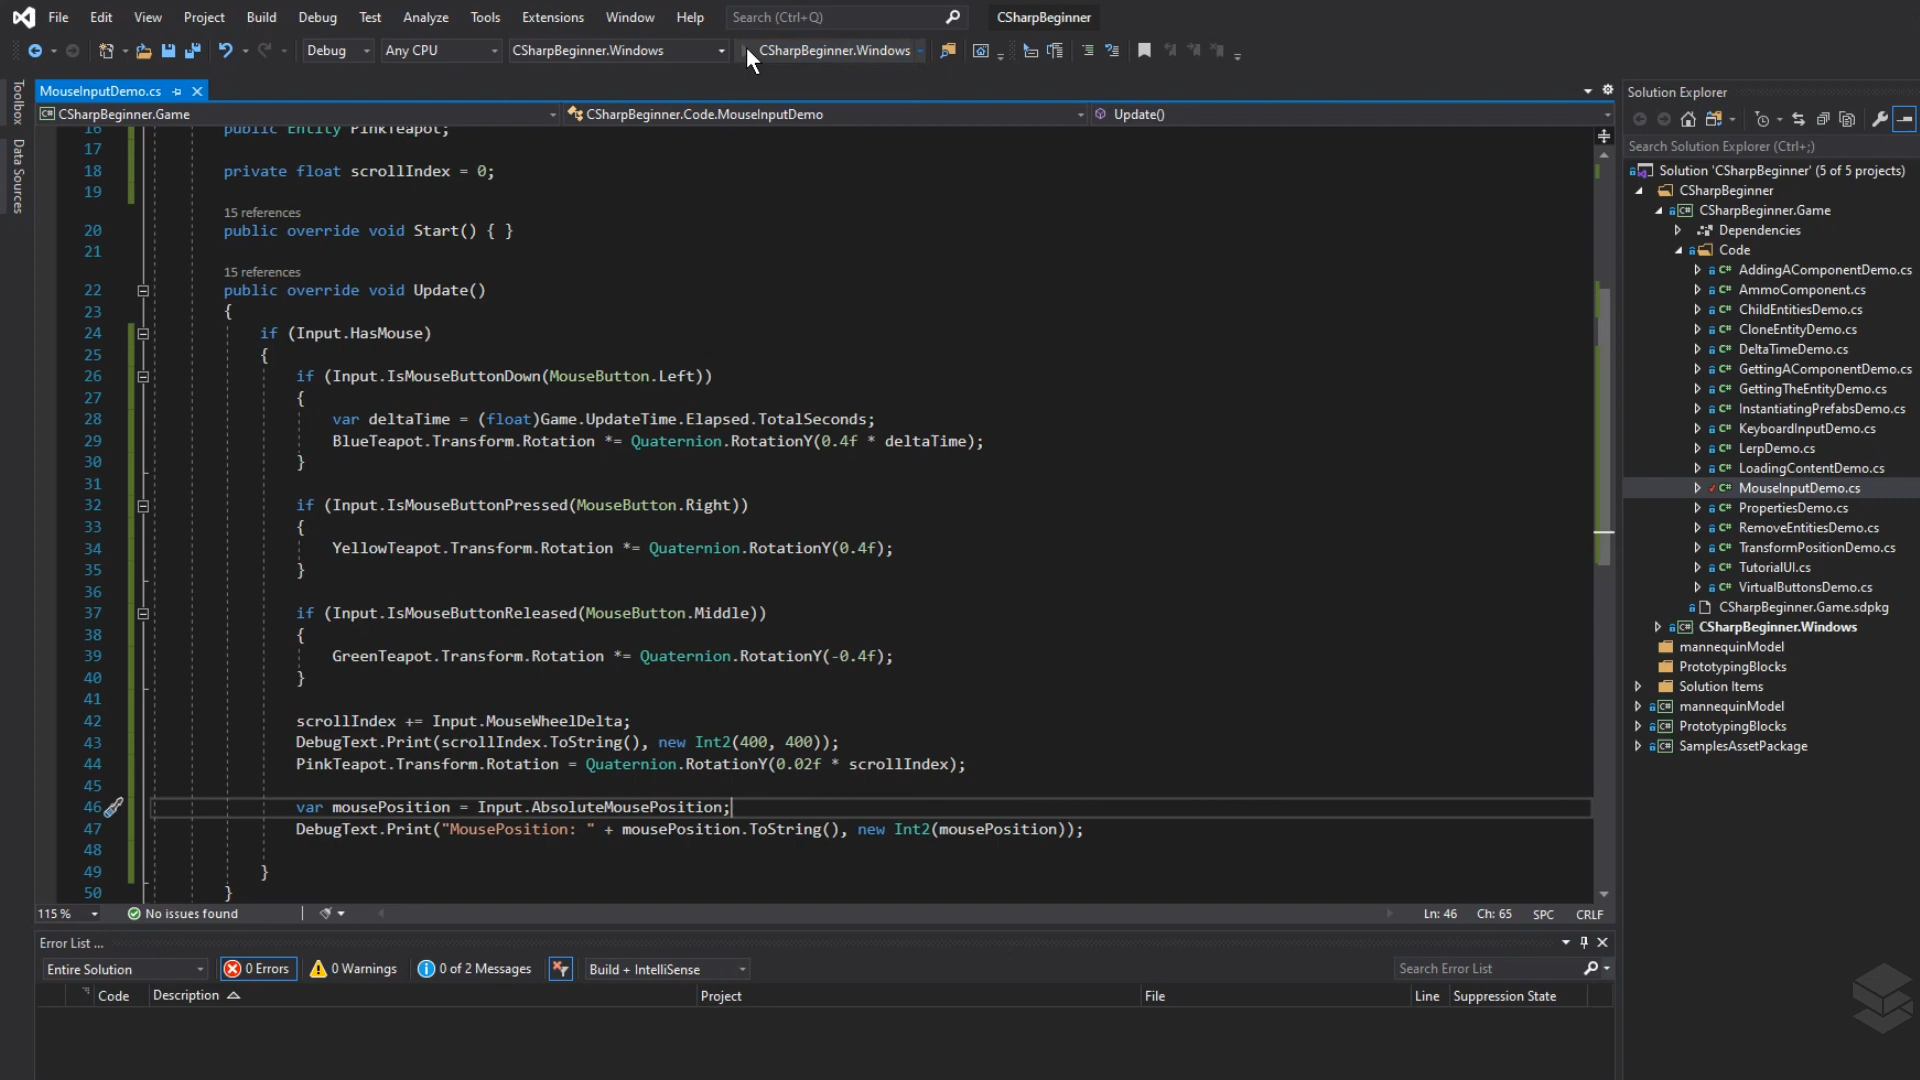 File Edit View Project Build Debug Test Analyze Tools Extensions Window Help Search (Ctrl+Q) CSharpBeginner
Debug Any CPU CSharpBeginner.Windows CSharpBeginner.Windows
MouseInputDemo.cs
CSharpBeginner.Game CSharpBeginner.Code.MouseInputDemo Update()
Toolbox
Data Sources
16 public Entity PinkTeapot;
17
18 private float scrollIndex = 0;
19
15 references
20 public override void Start() { }
21
15 references
22 public override void Update()
23 {
24 if (Input.HasMouse)
25 {
26 if (Input.IsMouseButtonDown(MouseButton.Left))
27 {
28 var deltaTime = (float)Game.UpdateTime.Elapsed.TotalSeconds;
29 BlueTeapot.Transform.Rotation *= Quaternion.RotationY(0.4f * deltaTime);
30 }
31
32 if (Input.IsMouseButtonPressed(MouseButton.Right))
33 {
34 YellowTeapot.Transform.Rotation *= Quaternion.RotationY(0.4f);
35 }
36
37 if (Input.IsMouseButtonReleased(MouseButton.Middle))
38 {
39 GreenTeapot.Transform.Rotation *= Quaternion.RotationY(-0.4f);
40 }
41
42 scrollIndex += Input.MouseWheelDelta;
43 DebugText.Print(scrollIndex.ToString(), new Int2(400, 400));
44 PinkTeapot.Transform.Rotation = Quaternion.RotationY(0.02f * scrollIndex);
45
46 var mousePosition = Input.AbsoluteMousePosition;
47 DebugText.Print("MousePosition: " + mousePosition.ToString(), new Int2(mousePosition));
48
49 }
50 }
115 % No issues found Ln: 46 Ch: 65 SPC CRLF
Error List ...
Entire Solution 0 Errors 0 Warnings 0 of 2 Messages Build + IntelliSense Search Error List
Code Description Project File Line Suppression State
Solution Explorer
Search Solution Explorer (Ctrl+;)
Solution 'CSharpBeginner' (5 of 5 projects)
CSharpBeginner
CSharpBeginner.Game
Dependencies
Code
AddingAComponentDemo.cs
AmmoComponent.cs
ChildEntitiesDemo.cs
CloneEntityDemo.cs
DeltaTimeDemo.cs
GettingAComponentDemo.cs
GettingTheEntityDemo.cs
InstantiatingPrefabsDemo.cs
KeyboardInputDemo.cs
LerpDemo.cs
LoadingContentDemo.cs
MouseInputDemo.cs
PropertiesDemo.cs
RemoveEntitiesDemo.cs
TransformPositionDemo.cs
TutorialUI.cs
VirtualButtonsDemo.cs
CSharpBeginner.Game.sdpkg
CSharpBeginner.Windows
mannequinModel
PrototypingBlocks
Solution Items
mannequinModel
PrototypingBlocks
SamplesAssetPackage